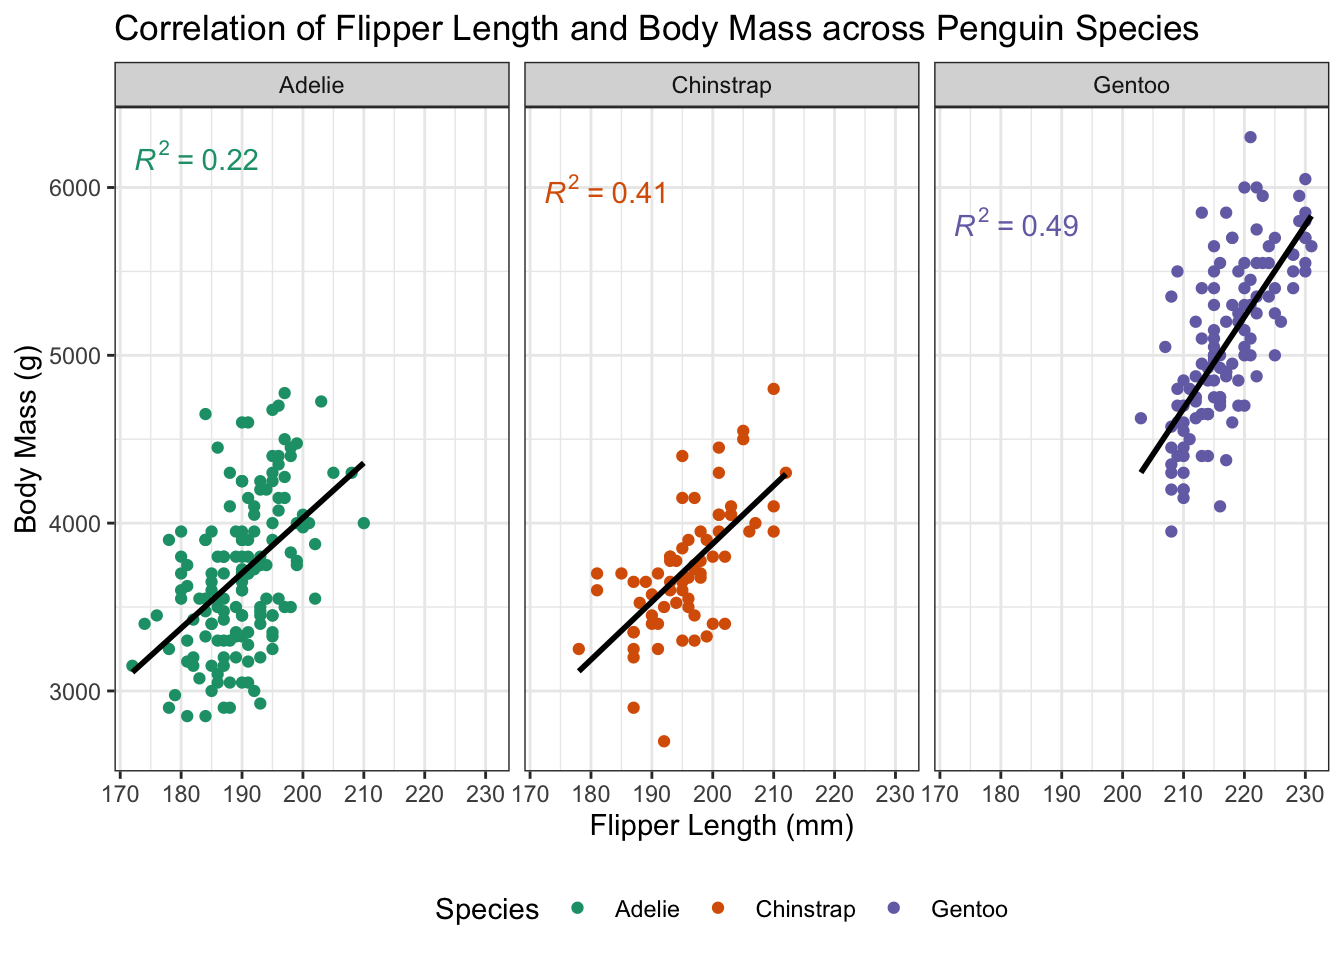 Correlation of Flipper Length and Body Mass across Penguin Species
Adelie
Chinstrap
Gentoo
R² = 0.22
R² = 0.41
R² = 0.49
Body Mass (g)
6000
5000
4000
3000
170 180 190 200 210 220 230
170 180 190 200 210 220 230
170 180 190 200 210 220 230
Flipper Length (mm)
Species Adelie Chinstrap Gentoo